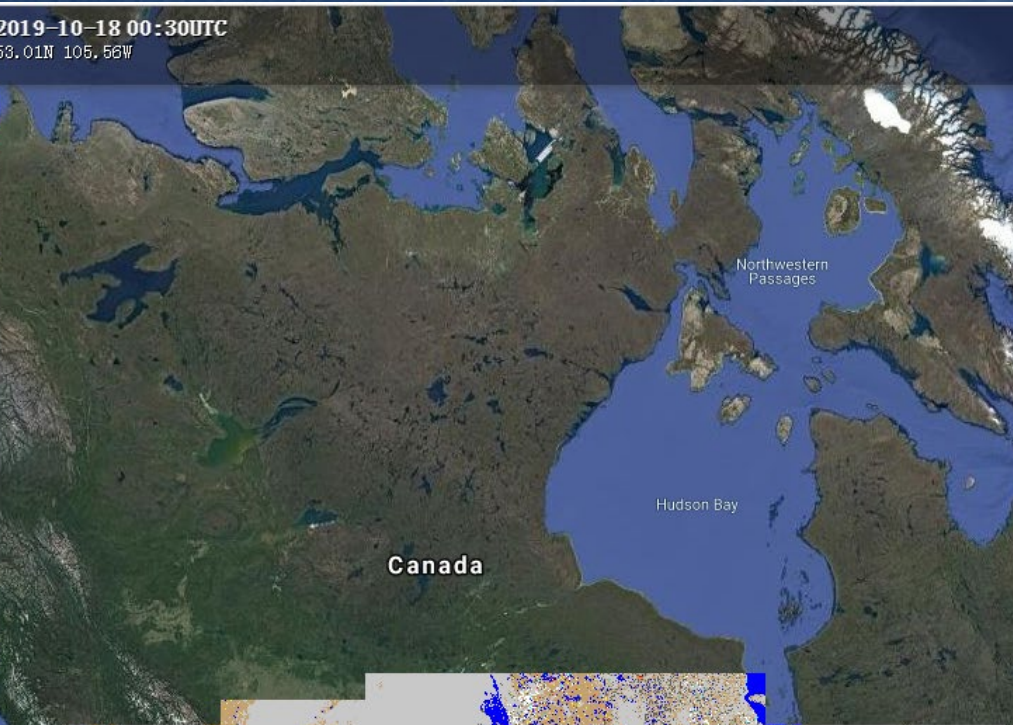 2019-10-18 00:30UTC
53.01N 105.56W
Northwestern
Passages
Hudson Bay
Canada